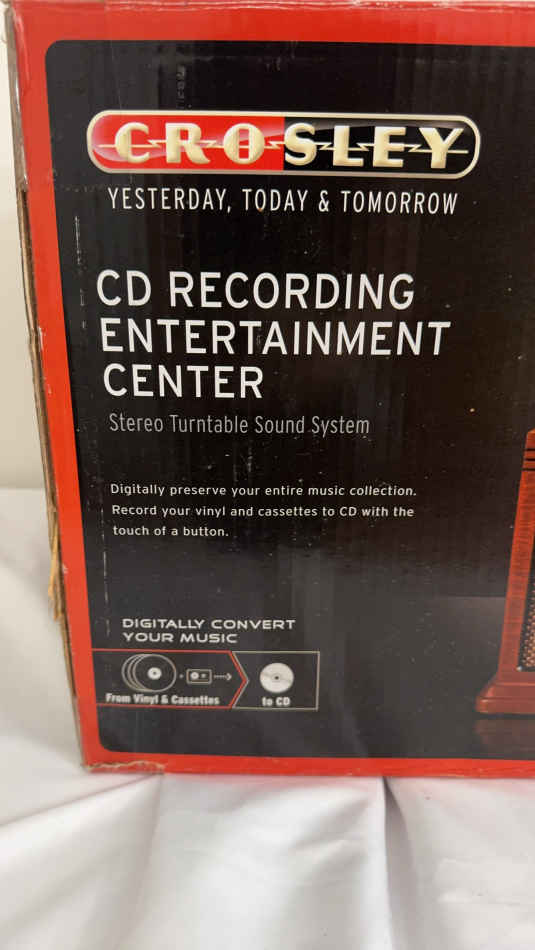 CROSLEY
YESTERDAY, TODAY & TOMORROW
CD RECORDING
ENTERTAINMENT
CENTER
Stereo Turntable Sound System
Digitally preserve your entire music collection.
Record your vinyl and cassettes to CD with the
touch of a button.
DIGITALLY CONVERT
YOUR MUSIC
From Vinyl & Cassettes
to CD